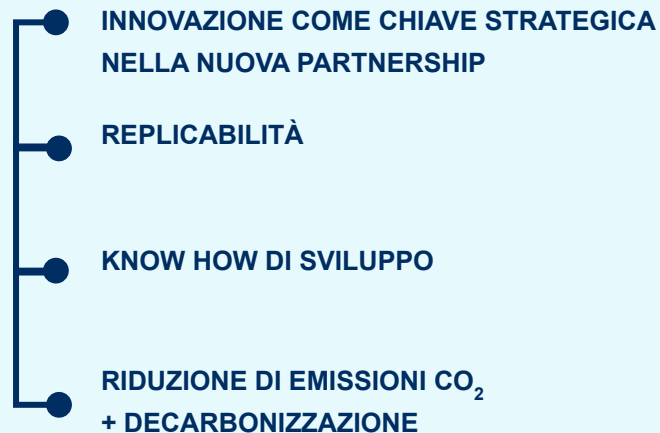 INNOVAZIONE COME CHIAVE STRATEGICA
NELLA NUOVA PARTNERSHIP
REPLICABILITÀ
KNOW HOW DI SVILUPPO
RIDUZIONE DI EMISSIONI CO₂
+ DECARBONIZZAZIONE